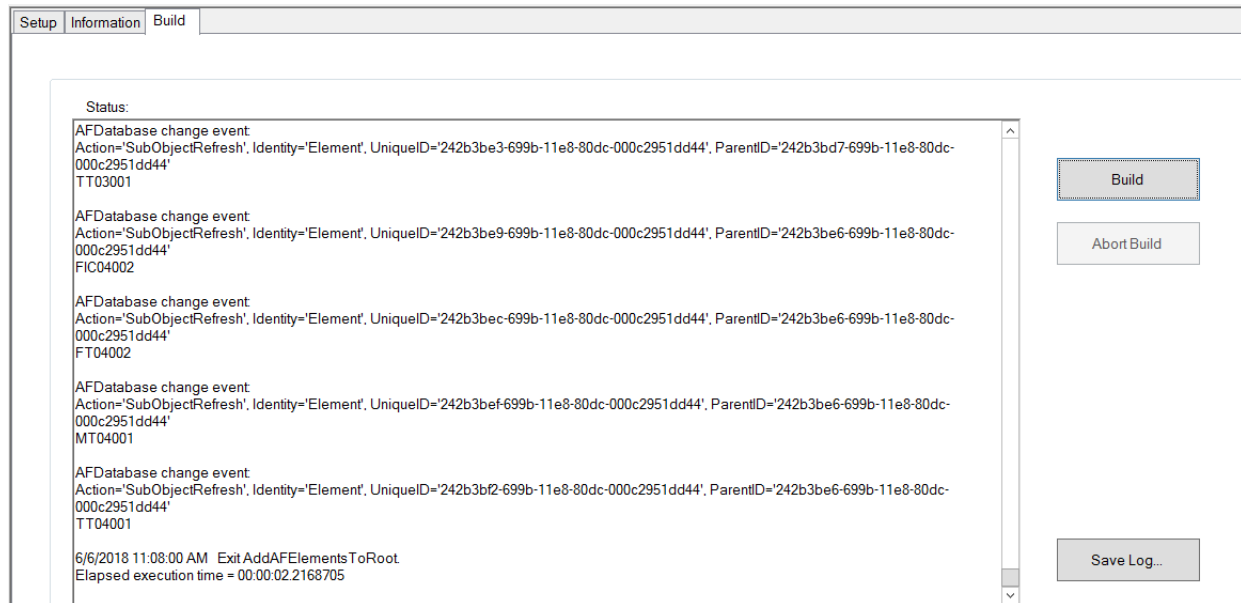 Setup Information Build
Status:
AFDatabase change event:
Action='SubObjectRefresh', Identity='Element', UniqueID='242b3be3-699b-11e8-80dc-000c2951dd44', ParentID='242b3bd7-699b-11e8-80dc-
000c2951dd44'
TT03001
AFDatabase change event:
Action='SubObjectRefresh', Identity='Element', UniqueID='242b3be9-699b-11e8-80dc-000c2951dd44', ParentID='242b3be6-699b-11e8-80dc-
000c2951dd44'
FIC04002
AFDatabase change event:
Action='SubObjectRefresh', Identity='Element', UniqueID='242b3bec-699b-11e8-80dc-000c2951dd44', ParentID='242b3be6-699b-11e8-80dc-
000c2951dd44'
FT04002
AFDatabase change event:
Action='SubObjectRefresh', Identity='Element', UniqueID='242b3bef-699b-11e8-80dc-000c2951dd44', ParentID='242b3be6-699b-11e8-80dc-
000c2951dd44'
MT04001
AFDatabase change event:
Action='SubObjectRefresh', Identity='Element', UniqueID='242b3bf2-699b-11e8-80dc-000c2951dd44', ParentID='242b3be6-699b-11e8-80dc-
000c2951dd44'
TT04001
6/6/2018 11:08:00 AM Exit AddAFElementsToRoot.
Elapsed execution time = 00:00:02.2168705
Build
Abort Build
Save Log...